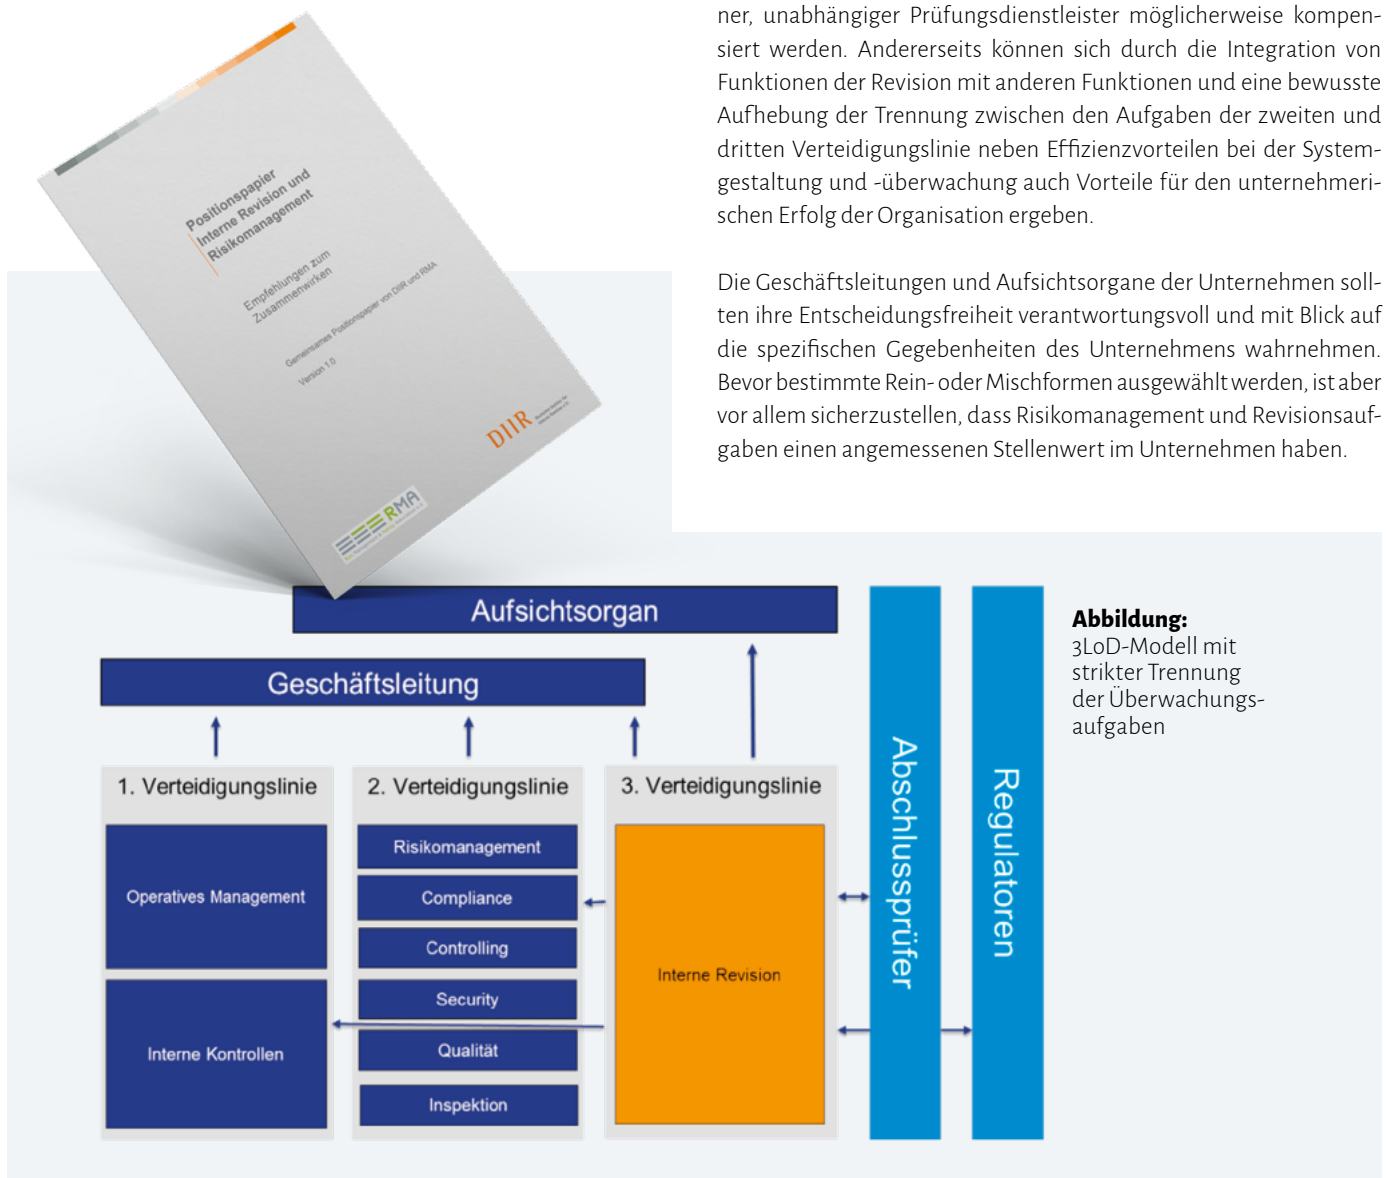 ner, unabhängiger Prüfungsdienstleister möglicherweise kompen-
siert werden. Andererseits können sich durch die Integration von
Funktionen der Revision mit anderen Funktionen und eine bewusste
Aufhebung der Trennung zwischen den Aufgaben der zweiten und
dritten Verteidigungslinie neben Effizienzvorteilen bei der System-
gestaltung und -überwachung auch Vorteile für den unternehmeri-
schen Erfolg der Organisation ergeben.
Die Geschäftsleitungen und Aufsichtsorgane der Unternehmen soll-
ten ihre Entscheidungsfreiheit verantwortungsvoll und mit Blick auf
die spezifischen Gegebenheiten des Unternehmens wahrnehmen.
Bevor bestimmte Rein- oder Mischformen ausgewählt werden, ist aber
vor allem sicherzustellen, dass Risikomanagement und Revisionsauf-
gaben einen angemessenen Stellenwert im Unternehmen haben.
Positionspapier
Interne Revision und
Risikomanagement
Empfehlungen zum
Zusammenwirken
Gemeinsames Positionspapier von DIIR und RMA
Version 1.0
DIIR
RMA
Aufsichtsorgan
Geschäftsleitung
1. Verteidigungslinie
Operatives Management
Interne Kontrollen
2. Verteidigungslinie
Risikomanagement
Compliance
Controlling
Security
Qualität
Inspektion
3. Verteidigungslinie
Interne Revision
Abschlussprüfer
Regulatoren
Abbildung:
3LoD-Modell mit
strikter Trennung
der Überwachungs-
aufgaben